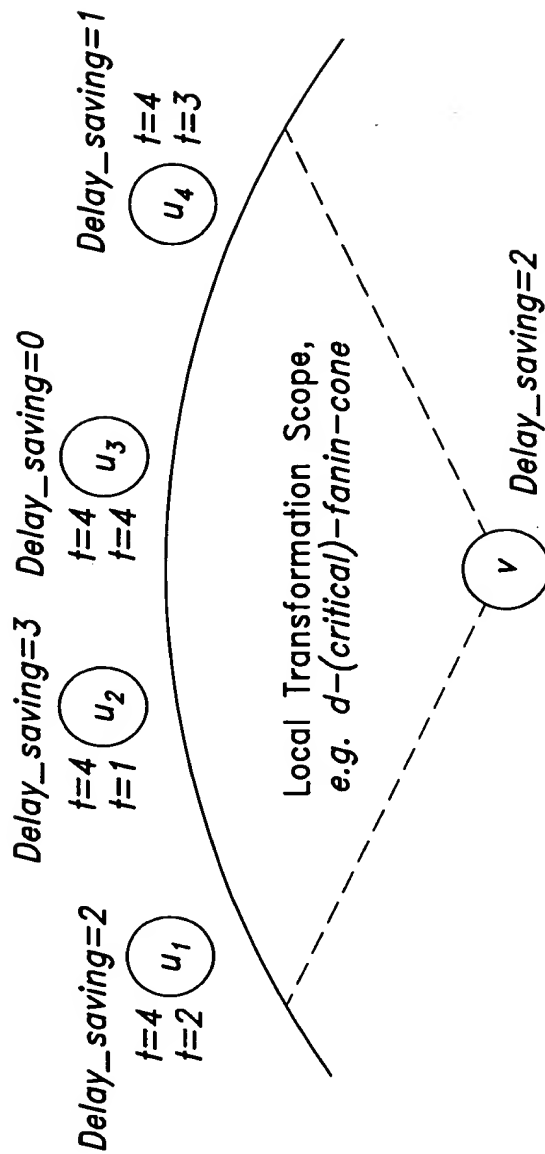 Delay_saving=2
t=4
t=2
u1
Delay_saving=3
t=4
t=1
u2
Delay_saving=0
t=4
t=4
u3
Delay_saving=1
t=4
t=3
u4
Local Transformation Scope,
e.g. d-(critical)-fanin-cone
v
Delay_saving=2